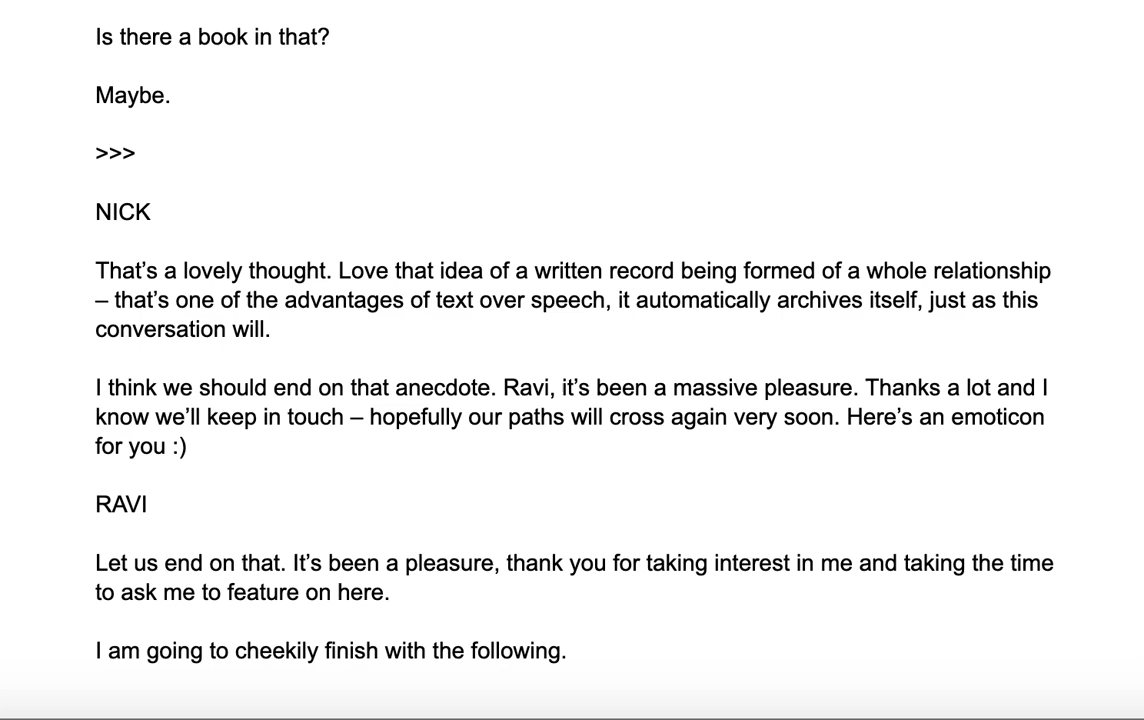 Is there a book in that?
Maybe.
>>>
NICK
That’s a lovely thought. Love that idea of a written record being formed of a whole relationship
– that’s one of the advantages of text over speech, it automatically archives itself, just as this
conversation will.
I think we should end on that anecdote. Ravi, it’s been a massive pleasure. Thanks a lot and I
know we’ll keep in touch – hopefully our paths will cross again very soon. Here’s an emoticon
for you :)
RAVI
Let us end on that. It’s been a pleasure, thank you for taking interest in me and taking the time
to ask me to feature on here.
I am going to cheekily finish with the following.